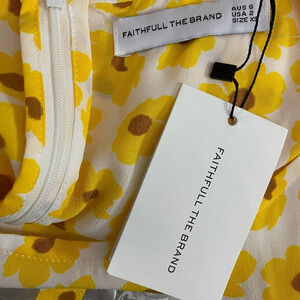 FAITHFULL THE BRAND
AUS 6
USA 2
SIZE XS
FAITHFULL THE BRAND